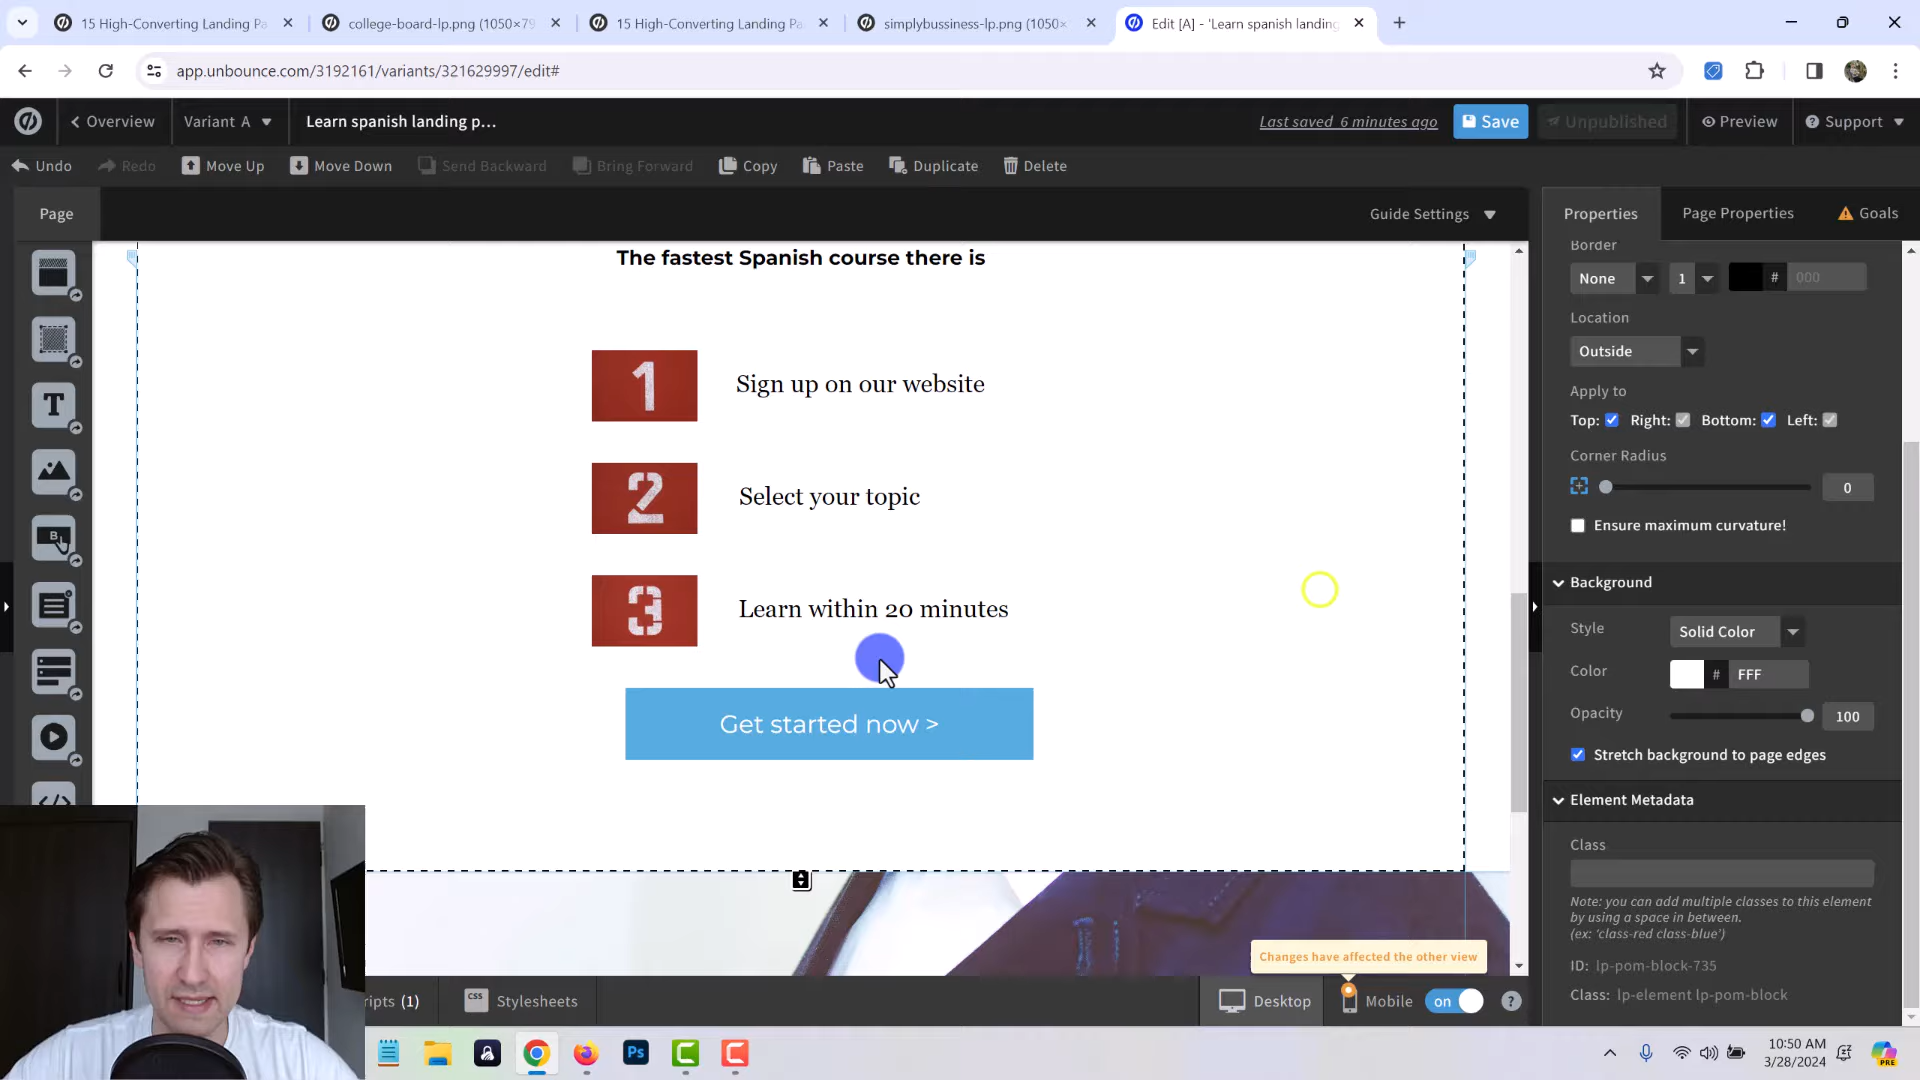 15 High-Converting Landing Pa
college-board-lp.png (1050×79
15 High-Converting Landing Pa
simplybussiness-lp.png (1050×
Edit [A] - 'Learn spanish landing
app.unbounce.com/3192161/variants/321629997/edit#
Overview
Variant A
Learn spanish landing p...
Last saved 6 minutes ago
Save
Unpublished
Preview
Support
Undo
Redo
Move Up
Move Down
Send Backward
Bring Forward
Copy
Paste
Duplicate
Delete
Page
Guide Settings
Properties
Page Properties
Goals
The fastest Spanish course there is
1
Sign up on our website
2
Select your topic
3
Learn within 20 minutes
Get started now >
Border
None
1
#
000
Location
Outside
Apply to
Top:
Right:
Bottom:
Left:
Corner Radius
0
Ensure maximum curvature!
Background
Style
Solid Color
Color
#
FFF
Opacity
100
Stretch background to page edges
Element Metadata
Class
Note: you can add multiple classes to this element
by using a space in between.
(ex: 'class-red class-blue')
ID: lp-pom-block-735
Class: lp-element lp-pom-block
Changes have affected the other view
ripts (1)
CSS
Stylesheets
Desktop
Mobile
on
?
Ps
PRE
10:50 AM
3/28/2024